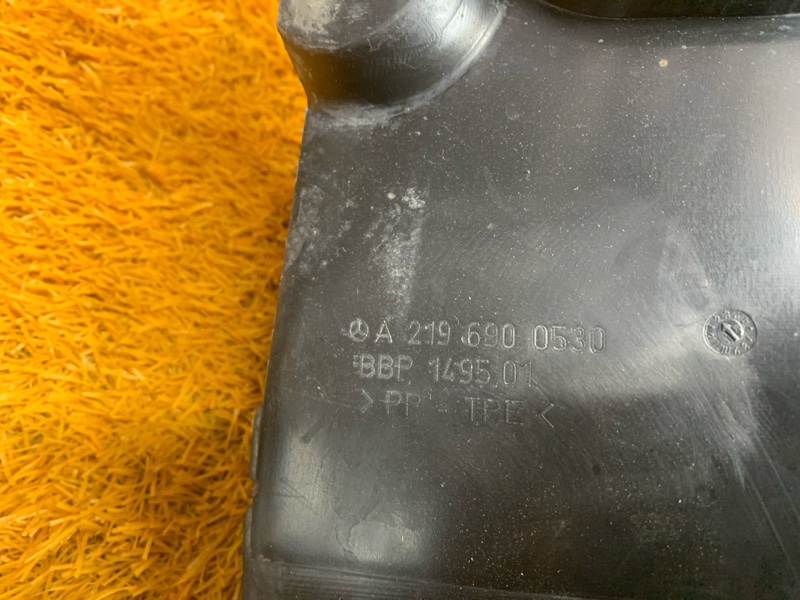 A 219 690 0530
BBP 1495.01
> PP - TPE <